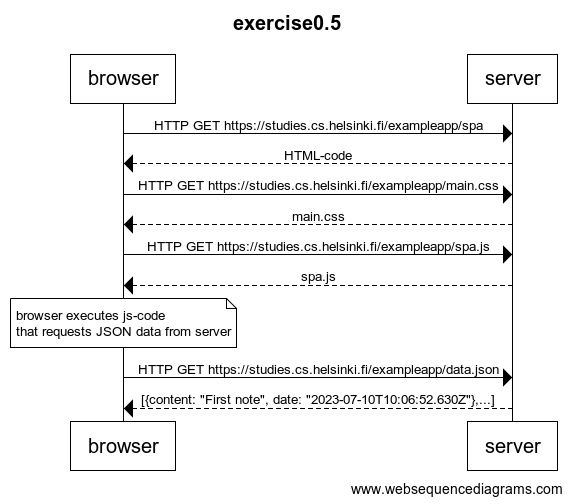 exercise0.5
browser
server
HTTP GET https://studies.cs.helsinki.fi/exampleapp/spa
HTML-code
HTTP GET https://studies.cs.helsinki.fi/exampleapp/main.css
main.css
HTTP GET https://studies.cs.helsinki.fi/exampleapp/spa.js
spa.js
browser executes js-code
that requests JSON data from server
HTTP GET https://studies.cs.helsinki.fi/exampleapp/data.json
[{content: "First note", date: "2023-07-10T10:06:52.630Z"},...]
browser
server
www.websequencediagrams.com